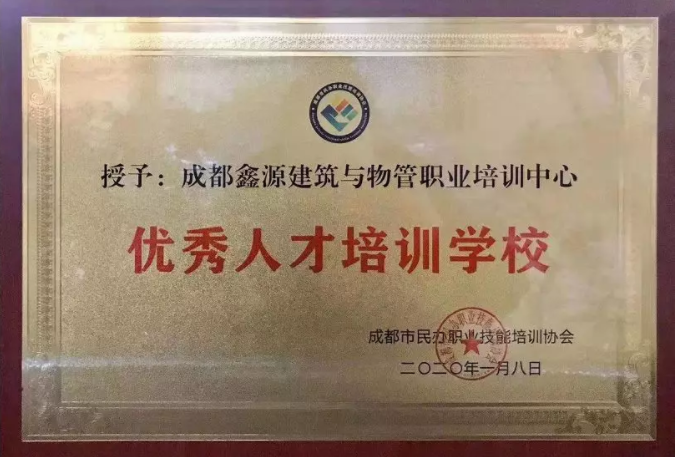 授予：成都鑫源建筑与物管职业培训中心
优秀人才培训学校
成都市民办职业技能培训协会
二〇二〇年一月八日